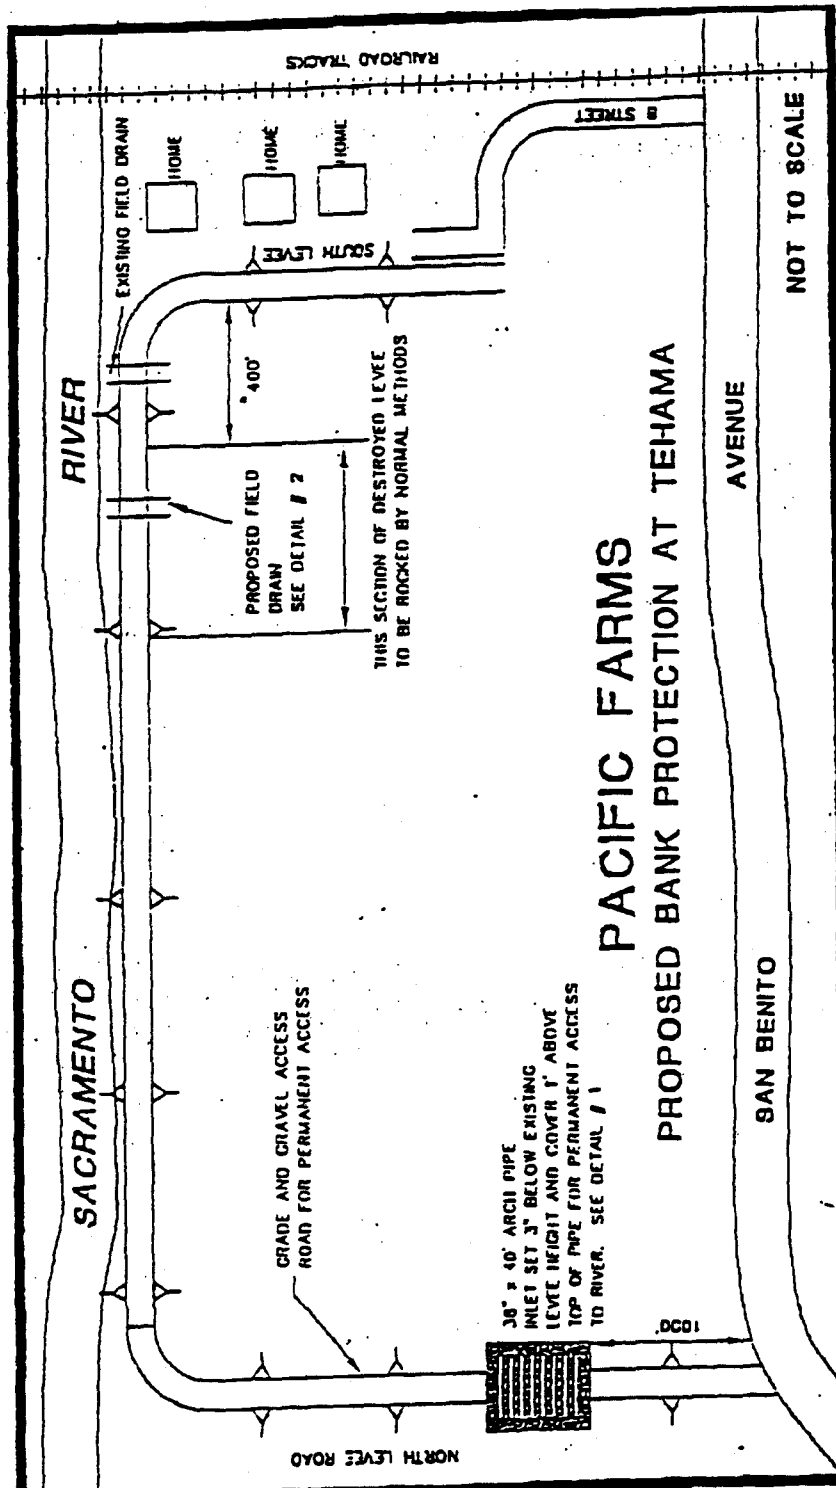 SACRAMENTO
RIVER
RAILROAD TRACKS
EXISTING FIELD DRAIN
HOME
HOME
HOME
SOUTH LEVEE
B STREET
400'
PROPOSED FIELD
DRAIN
SEE DETAIL # 2
THIS SECTION OF DESTROYED LEVEE
TO BE ROCKED BY NORMAL METHODS
GRADE AND GRAVEL ACCESS
ROAD FOR PERMANENT ACCESS
NORTH LEVEE ROAD
40' ARCH PIPE
INLET SET 3" BELOW EXISTING
LEVEE HEIGHT AND COVER 1' ABOVE
TOP OF PIPE FOR PERMANENT ACCESS
TO RIVER. SEE DETAIL # 1
PACIFIC FARMS
PROPOSED BANK PROTECTION AT TEHAMA
SAN BENITO
AVENUE
NOT TO SCALE